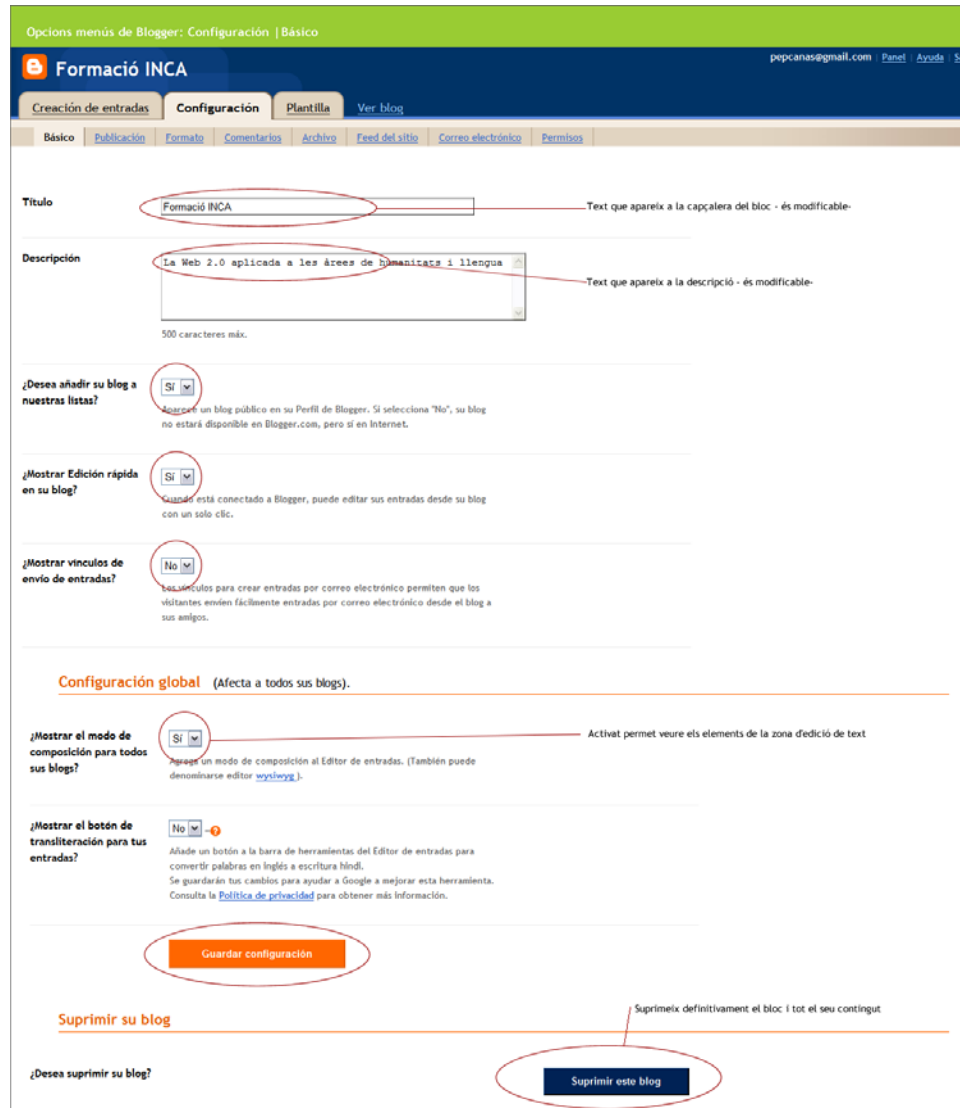 Opcions menús de Blogger: Configuración |Básico
Formació INCA
pepcanas@gmail.com | Panel | Ayuda | S
Creación de entradas Configuración Plantilla Ver blog
Básico Publicación Formato Comentarios Archivo Feed del sitio Correo electrónico Permisos
Título
Formació INCA
Text que apareix a la capçalera del bloc - és modificable-
Descripción
La Web 2.0 aplicada a les àrees de humanitats i llengua
Text que apareix a la descripció - és modificable-
500 caracteres máx.
¿Desea añadir su blog a
nuestras listas?
Sí
Aparece un blog público en su Perfil de Blogger. Si selecciona "No", su blog
no estará disponible en Blogger.com, pero sí en Internet.
¿Mostrar Edición rápida
en su blog?
Sí
Cuando está conectado a Blogger, puede editar sus entradas desde su blog
con un solo clic.
¿Mostrar vínculos de
envío de entradas?
No
Los vínculos para crear entradas por correo electrónico permiten que los
visitantes envíen fácilmente entradas por correo electrónico desde el blog a
sus amigos.
Configuración global (Afecta a todos sus blogs).
¿Mostrar el modo de
composición para todos
sus blogs?
Sí
Activat permet veure els elements de la zona d'edició de text
Agrega un modo de composición al Editor de entradas. (También puede
denominarse editor wysiwyg ).
¿Mostrar el botón de
transliteración para tus
entradas?
No
Añade un botón a la barra de herramientas del Editor de entradas para
convertir palabras en inglés a escritura hindi.
Se guardarán tus cambios para ayudar a Google a mejorar esta herramienta.
Consulta la Política de privacidad para obtener más información.
Guardar configuración
Suprimeix definitivament el bloc i tot el seu contingut
Suprimir su blog
¿Desea suprimir su blog?
Suprimir este blog